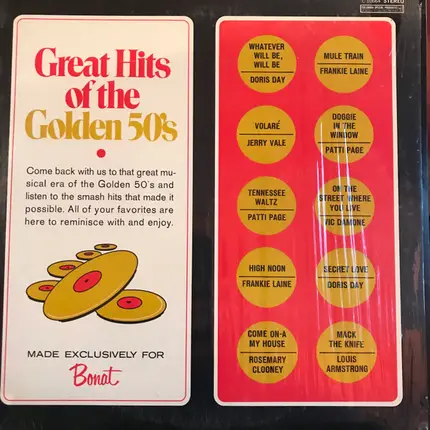 Great Hits
of the
Golden 50's
Come back with us to that great mu-
sical era of the Golden 50's and
listen to the smash hits that made it
possible. All of your favorites are
here to reminisce with and enjoy.
MADE EXCLUSIVELY FOR
Bonat
WHATEVER
WILL BE,
WILL BE
DORIS DAY
MULE TRAIN
FRANKIE LAINE
VOLARÉ
JERRY VALE
DOGGIE
IN THE
WINDOW
PATTI PAGE
TENNESSEE
WALTZ
PATTI PAGE
ON THE
STREET WHERE
YOU LIVE
VIC DAMONE
HIGH NOON
FRANKIE LAINE
SECRET LOVE
DORIS DAY
COME ON-A
MY HOUSE
ROSEMARY
CLOONEY
MACK
THE KNIFE
LOUIS
ARMSTRONG
STEREO